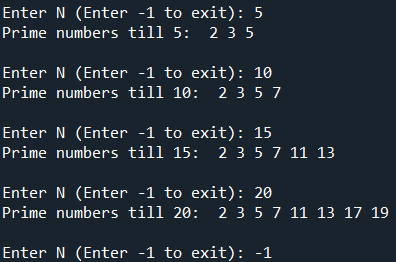 Enter N (Enter -1 to exit): 5
Prime numbers till 5:  2 3 5
Enter N (Enter -1 to exit): 10
Prime numbers till 10:  2 3 5 7
Enter N (Enter -1 to exit): 15
Prime numbers till 15:  2 3 5 7 11 13
Enter N (Enter -1 to exit): 20
Prime numbers till 20:  2 3 5 7 11 13 17 19
Enter N (Enter -1 to exit): -1